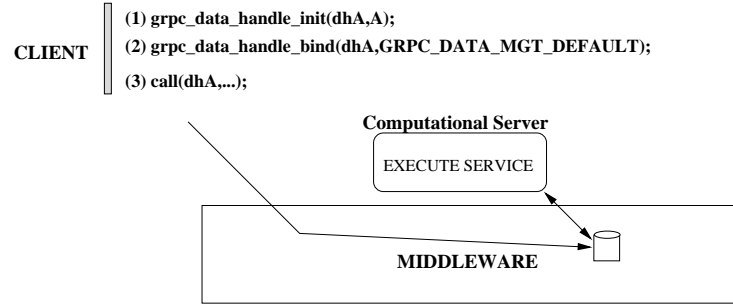 (1) grpc_data_handle_init(dhA,A);
CLIENT
(2) grpc_data_handle_bind(dhA,GRPC_DATA_MGT_DEFAULT);
(3) call(dhA,...);
Computational Server
EXECUTE SERVICE
MIDDLEWARE